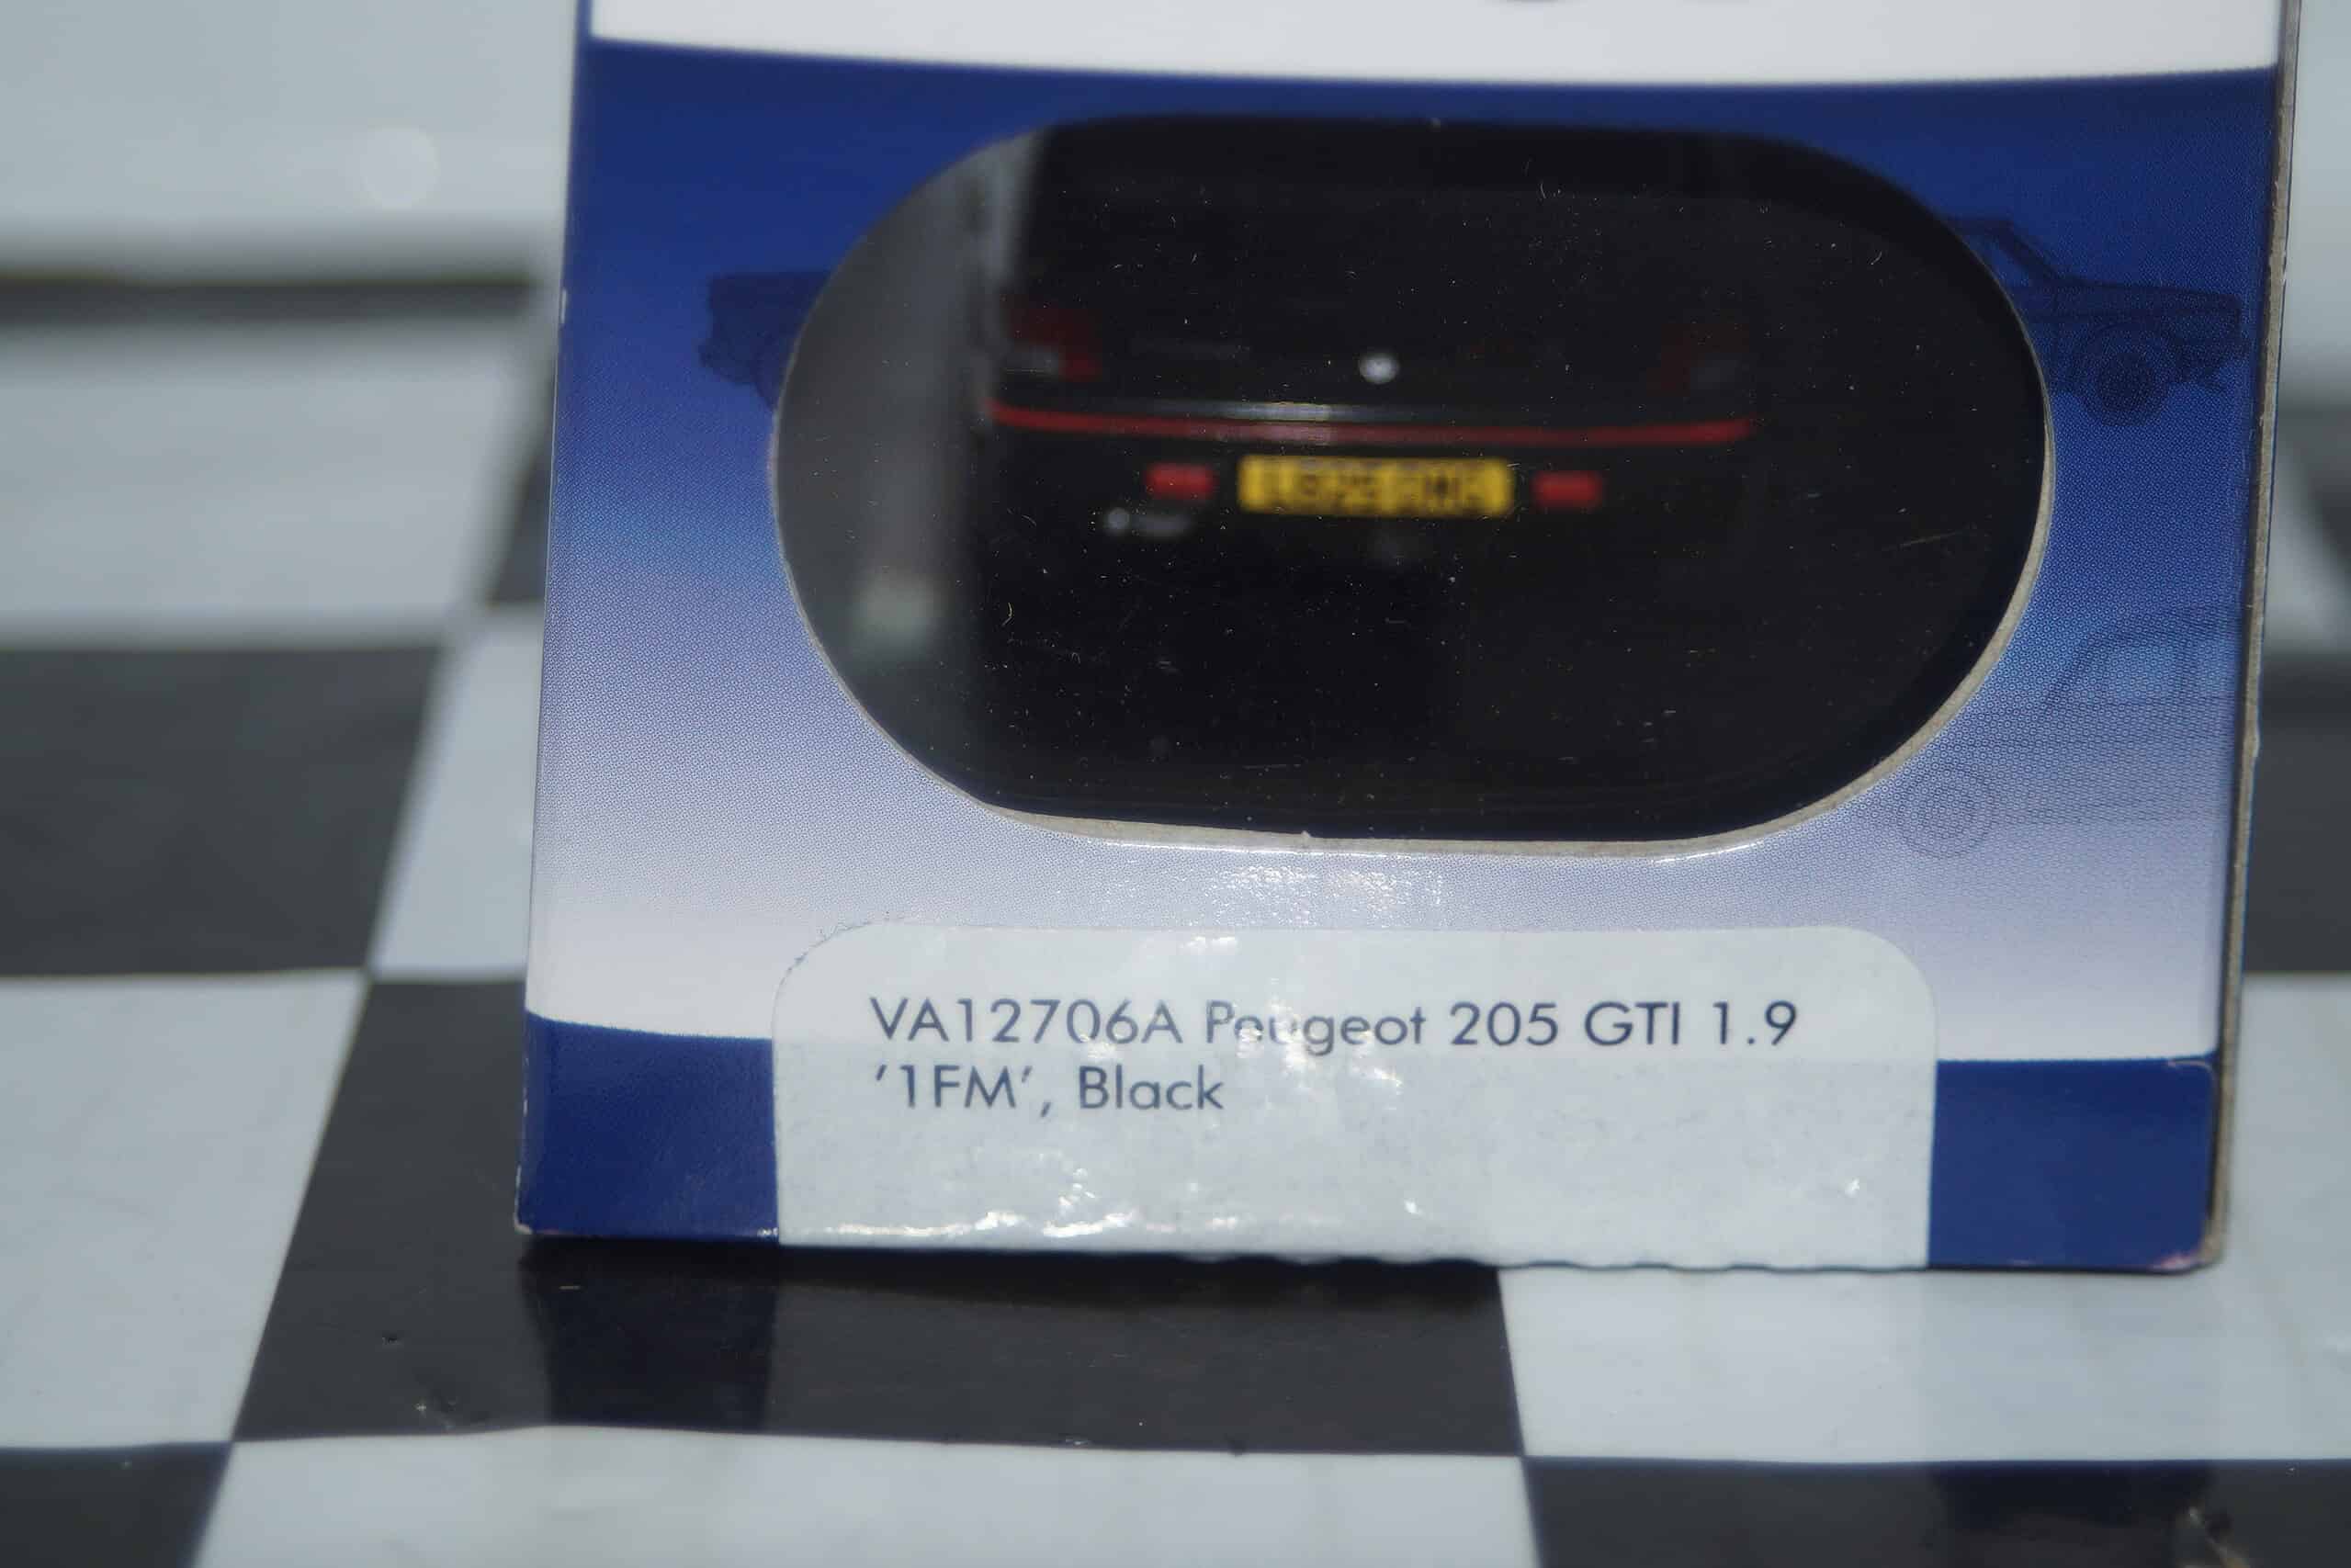 VA12706A Peugeot 205 GTI 1.9
'1FM', Black